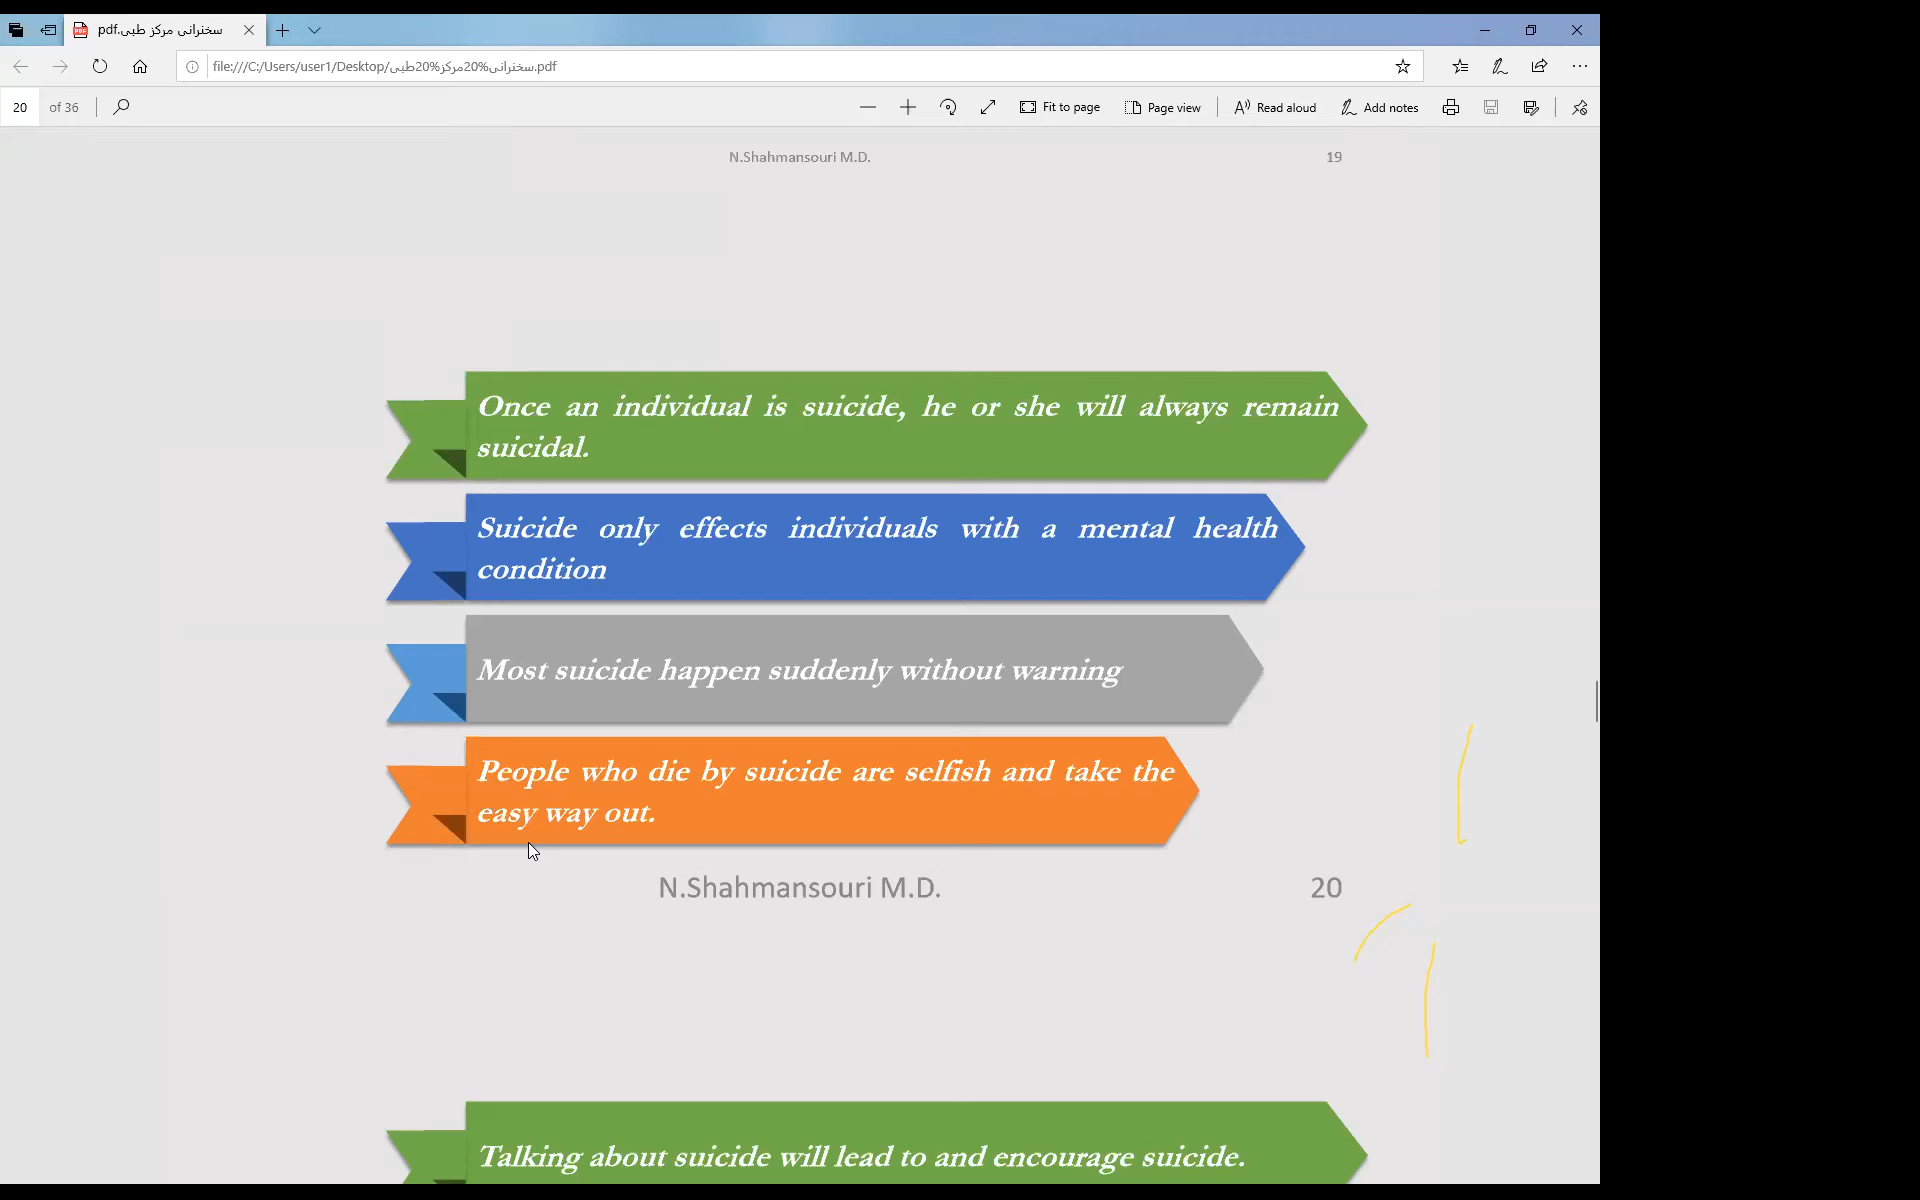 سخنرانی مرکز طبی.pdf
file:///C:/Users/user1/Desktop/سخنرانی%20مرکز%20طبی.pdf
20 of 36
Fit to page
Page view
Read aloud
Add notes
N.Shahmansouri M.D.
19
Once an individual is suicide, he or she will always remain
suicidal.
Suicide only effects individuals with a mental health
condition
Most suicide happen suddenly without warning
People who die by suicide are selfish and take the
easy way out.
N.Shahmansouri M.D.
20
Talking about suicide will lead to and encourage suicide.